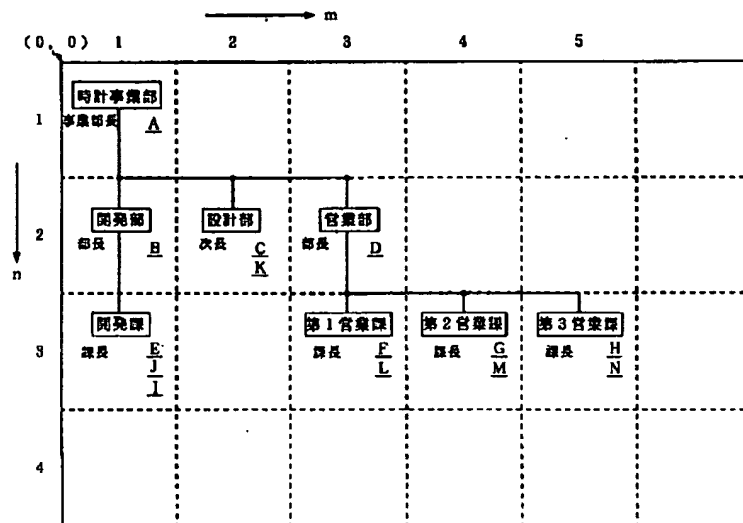 m
(0,0) 1 2 3 4 5
n
1
時計事業部
事業部長 A
2
開発部 設計部 営業部
部長 B 次長 C 部長 D
K
3
開発課 第1営業課 第2営業課 第3営業課
課長 E 課長 F 課長 G 課長 H
J L M N
I
4